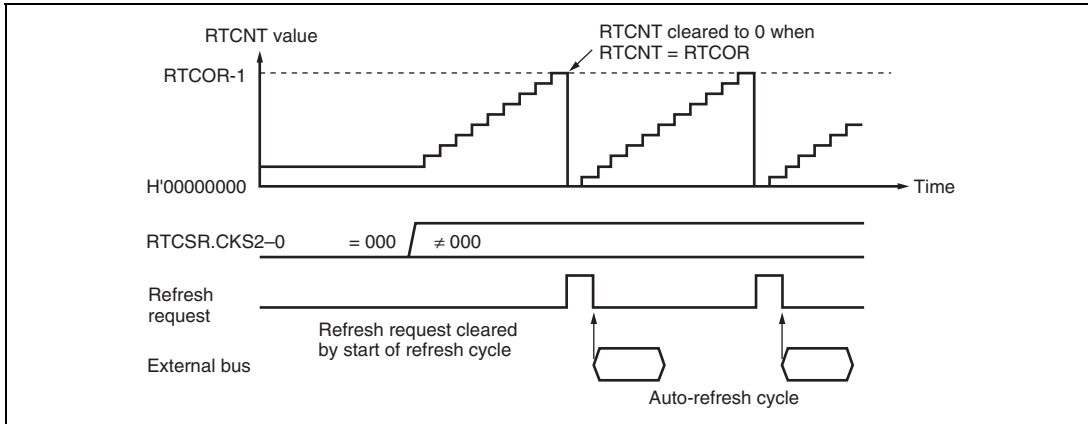 RTCNT value
RTCNT cleared to 0 when
RTCNT = RTCOR
RTCOR-1
H'00000000
Time
RTCSR.CKS2–0 = 000 ≠ 000
Refresh
request
Refresh request cleared
by start of refresh cycle
External bus
Auto-refresh cycle